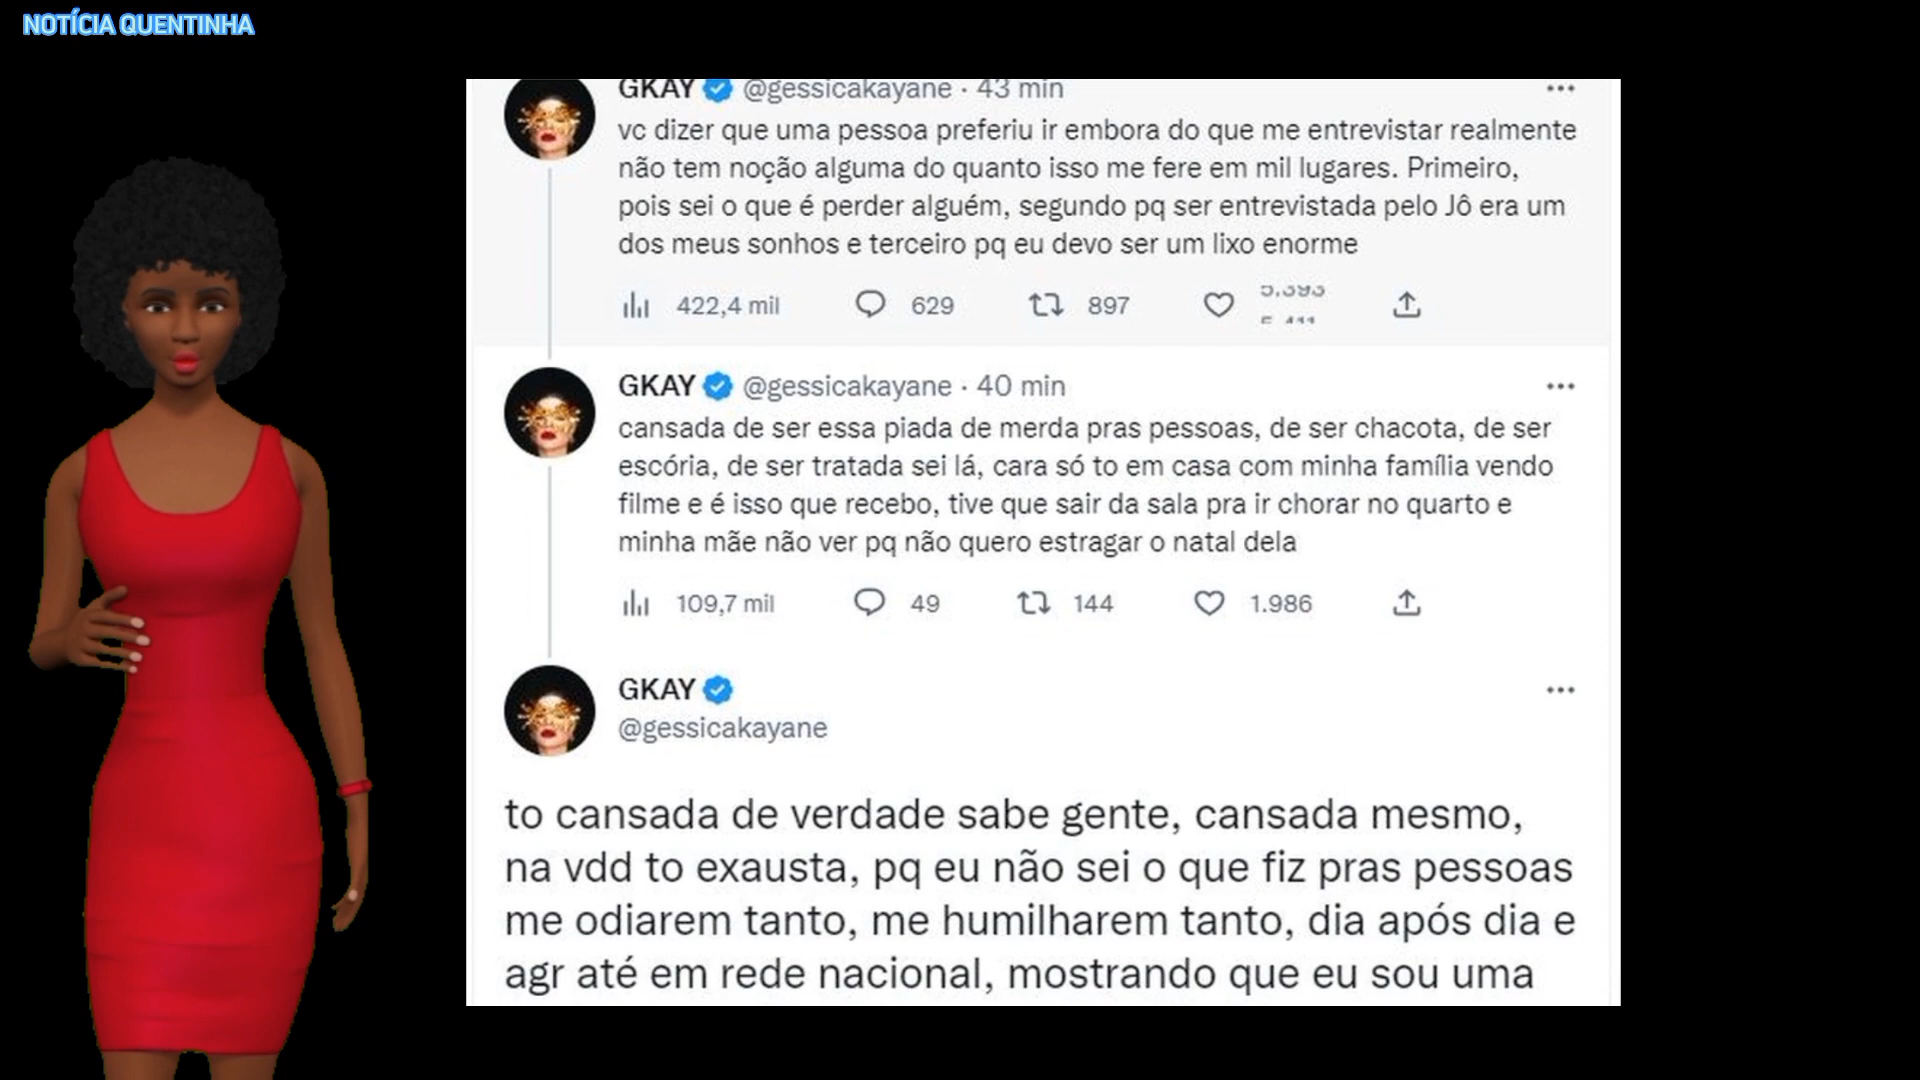 NOTÍCIA QUENTINHA
GKAY @gessicakayane · 43 min
vc dizer que uma pessoa preferiu ir embora do que me entrevistar realmente
não tem noção alguma do quanto isso me fere em mil lugares. Primeiro,
pois sei o que é perder alguém, segundo pq ser entrevistada pelo Jô era um
dos meus sonhos e terceiro pq eu devo ser um lixo enorme
422,4 mil 629 897
GKAY @gessicakayane · 40 min
cansada de ser essa piada de merda pras pessoas, de ser chacota, de ser
escória, de ser tratada sei lá, cara só to em casa com minha família vendo
filme e é isso que recebo, tive que sair da sala pra ir chorar no quarto e
minha mãe não ver pq não quero estragar o natal dela
109,7 mil 49 144 1.986
GKAY
@gessicakayane
to cansada de verdade sabe gente, cansada mesmo,
na vdd to exausta, pq eu não sei o que fiz pras pessoas
me odiarem tanto, me humilharem tanto, dia após dia e
agr até em rede nacional, mostrando que eu sou uma